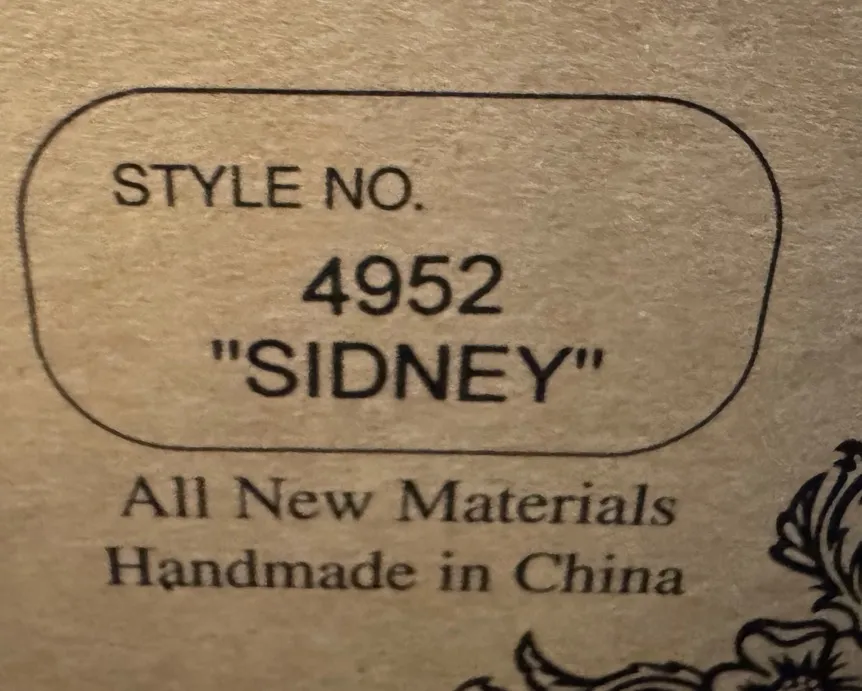 STYLE NO.
4952
"SIDNEY"
All New Materials
Handmade in China